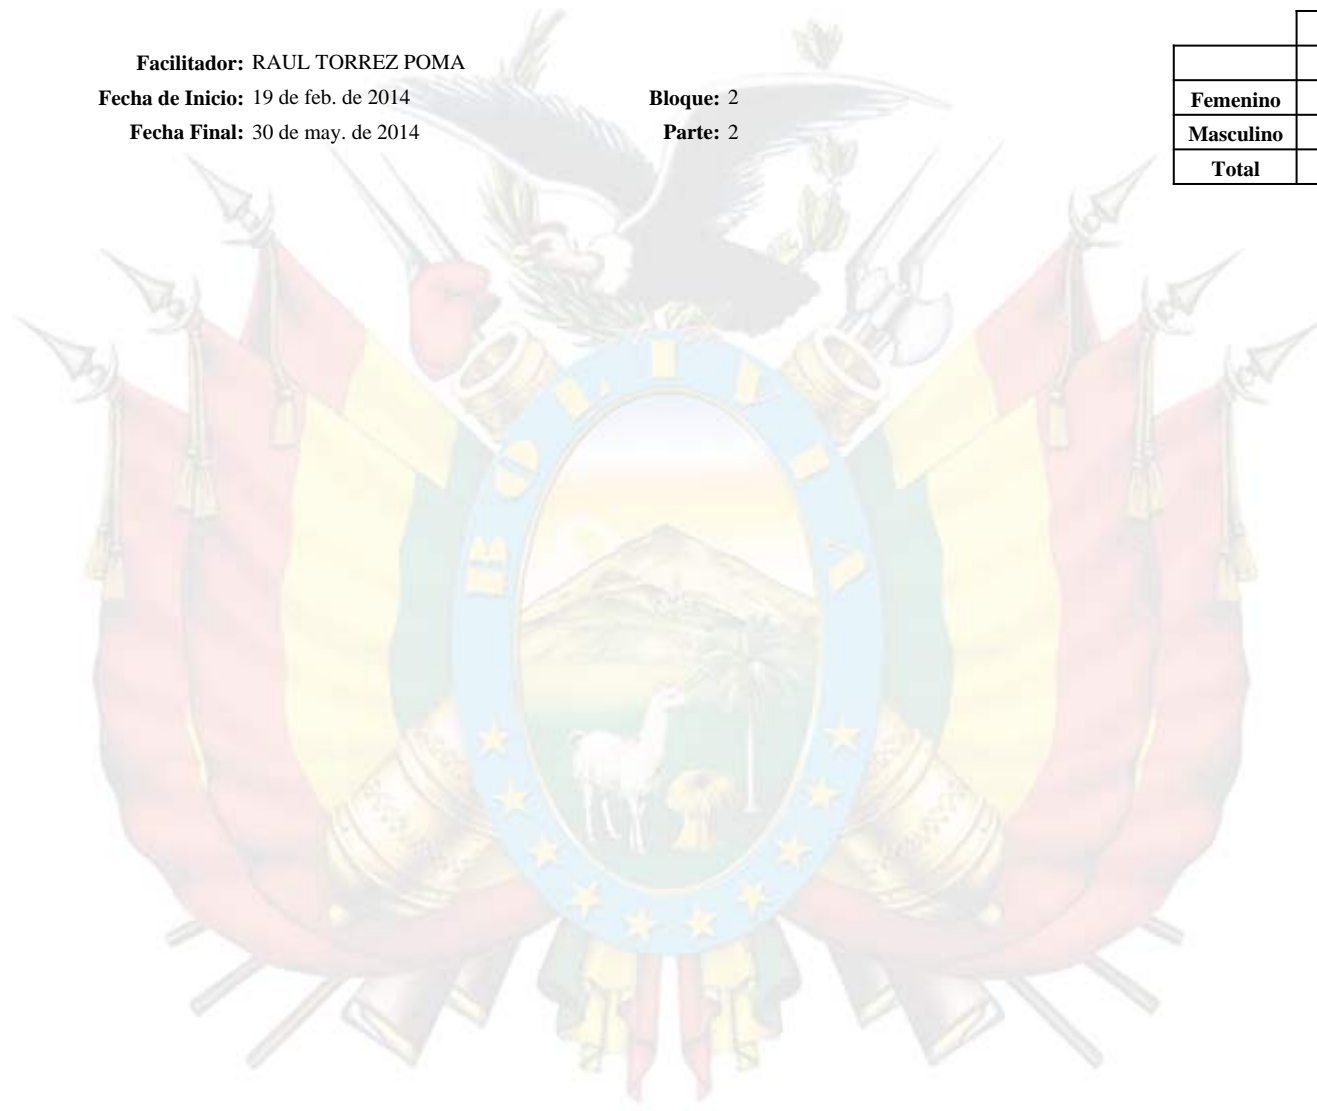 Facilitador: RAUL TORREZ POMA
Fecha de Inicio: 19 de feb. de 2014 Bloque: 2
Fecha Final: 30 de may. de 2014 Parte: 2
Femenino
Masculino
Total
BOLIVIA